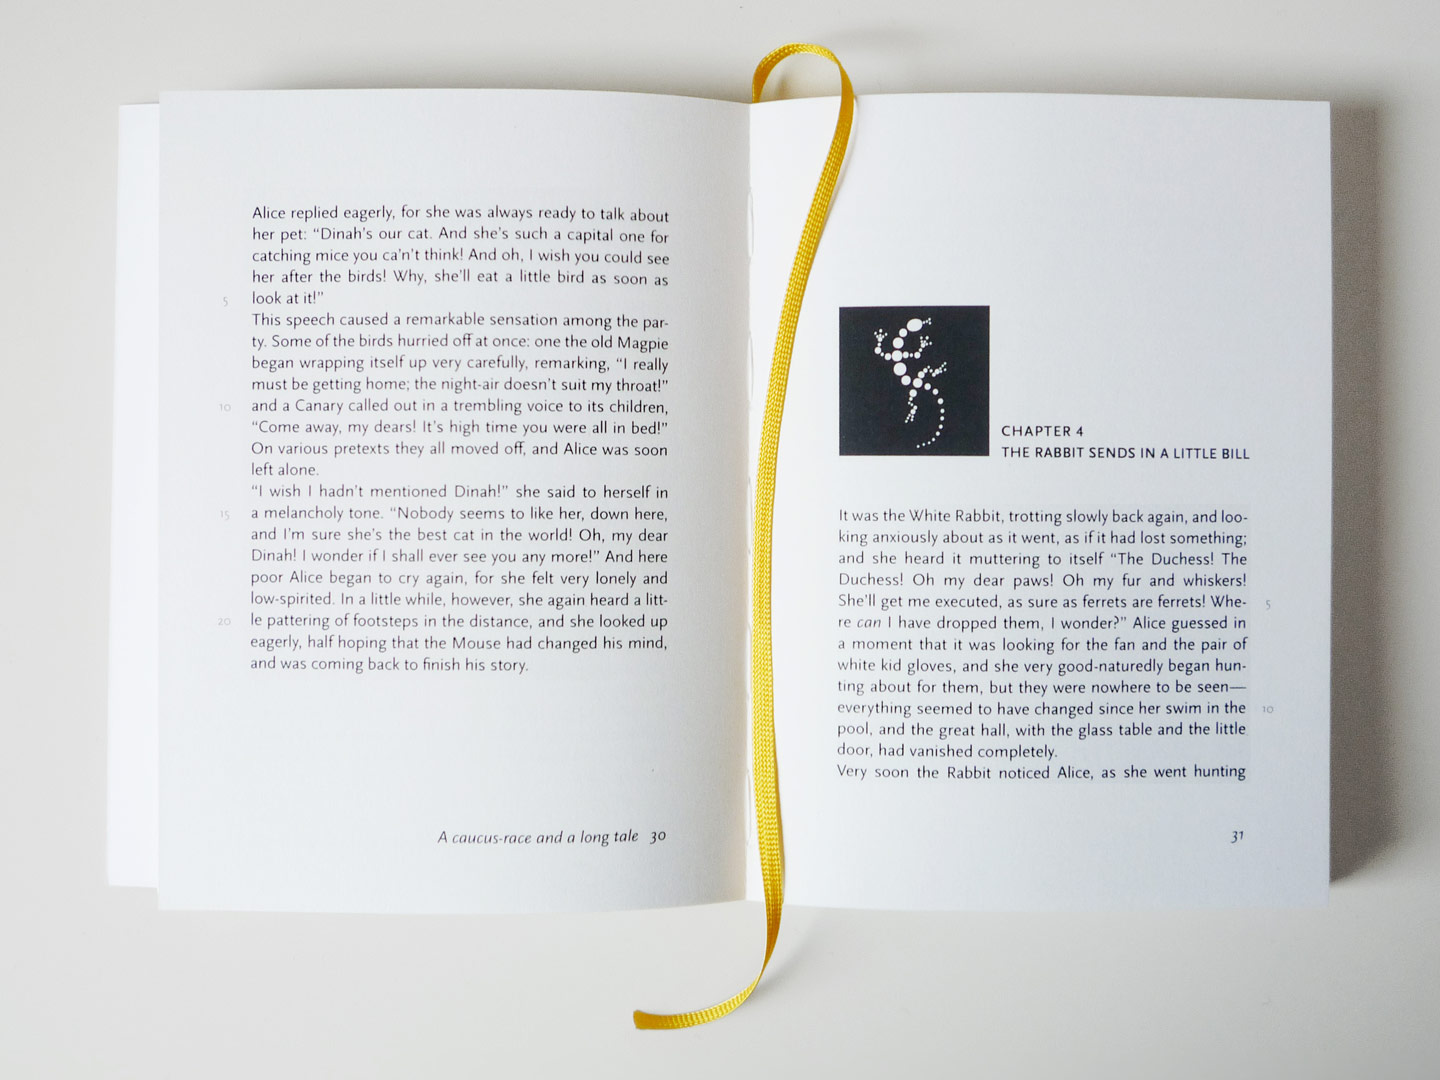 Alice replied eagerly, for she was always ready to talk about
her pet: “Dinah’s our cat. And she’s such a capital one for
catching mice you ca’n’t think! And oh, I wish you could see
her after the birds! Why, she’ll eat a little bird as soon as
5 look at it!”
This speech caused a remarkable sensation among the par-
ty. Some of the birds hurried off at once: one the old Magpie
began wrapping itself up very carefully, remarking, “I really
must be getting home; the night-air doesn’t suit my throat!”
10 and a Canary called out in a trembling voice to its children,
“Come away, my dears! It’s high time you were all in bed!”
On various pretexts they all moved off, and Alice was soon
left alone.
“I wish I hadn’t mentioned Dinah!” she said to herself in
15 a melancholy tone. “Nobody seems to like her, down here,
and I’m sure she’s the best cat in the world! Oh, my dear
Dinah! I wonder if I shall ever see you any more!” And here
poor Alice began to cry again, for she felt very lonely and
low-spirited. In a little while, however, she again heard a litt-
20 le pattering of footsteps in the distance, and she looked up
eagerly, half hoping that the Mouse had changed his mind,
and was coming back to finish his story.
A caucus-race and a long tale 30
CHAPTER 4
THE RABBIT SENDS IN A LITTLE BILL
It was the White Rabbit, trotting slowly back again, and loo-
king anxiously about as it went, as if it had lost something;
and she heard it muttering to itself “The Duchess! The
Duchess! Oh my dear paws! Oh my fur and whiskers!
She’ll get me executed, as sure as ferrets are ferrets! Whe- 5
re can I have dropped them, I wonder?” Alice guessed in
a moment that it was looking for the fan and the pair of
white kid gloves, and she very good-naturedly began hun-
ting about for them, but they were nowhere to be seen—
everything seemed to have changed since her swim in the 10
pool, and the great hall, with the glass table and the little
door, had vanished completely.
Very soon the Rabbit noticed Alice, as she went hunting
31